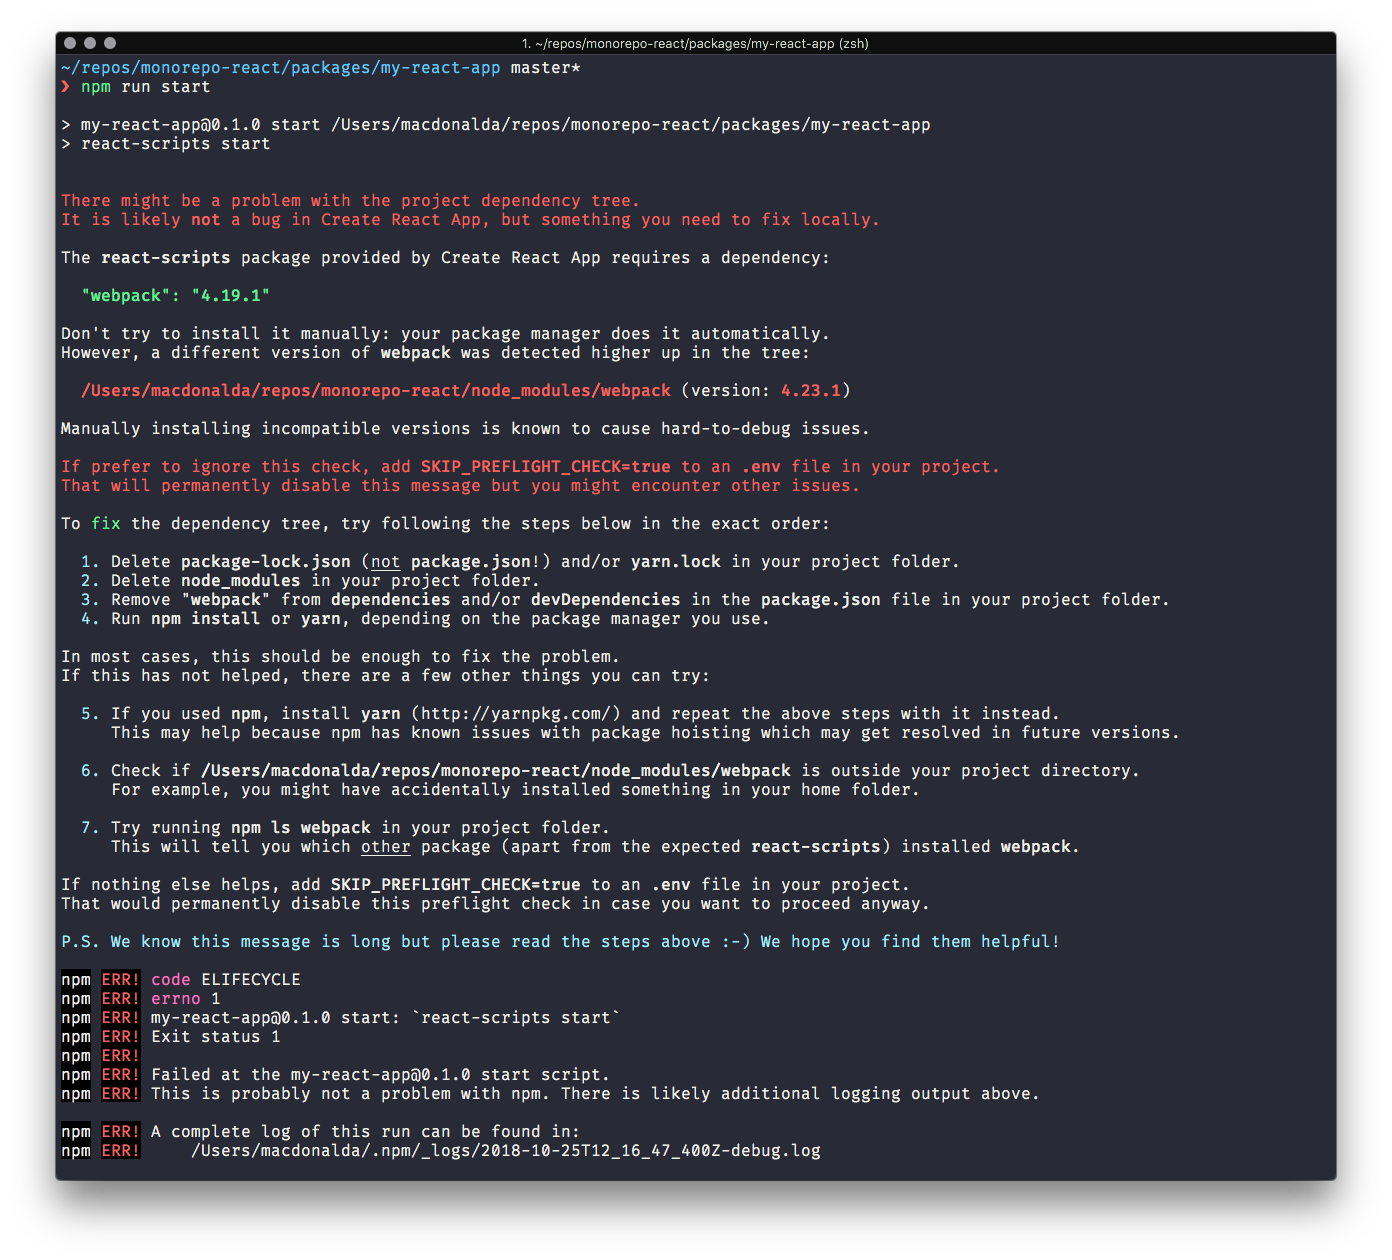 1. ~/repos/monorepo-react/packages/my-react-app (zsh)
~/repos/monorepo-react/packages/my-react-app master*
❯ npm run start
> my-react-app@0.1.0 start /Users/macdonalda/repos/monorepo-react/packages/my-react-app
> react-scripts start
There might be a problem with the project dependency tree.
It is likely not a bug in Create React App, but something you need to fix locally.
The react-scripts package provided by Create React App requires a dependency:
"webpack": "4.19.1"
Don't try to install it manually: your package manager does it automatically.
However, a different version of webpack was detected higher up in the tree:
/Users/macdonalda/repos/monorepo-react/node_modules/webpack (version: 4.23.1)
Manually installing incompatible versions is known to cause hard-to-debug issues.
If prefer to ignore this check, add SKIP_PREFLIGHT_CHECK=true to an .env file in your project.
That will permanently disable this message but you might encounter other issues.
To fix the dependency tree, try following the steps below in the exact order:
1. Delete package-lock.json (not package.json!) and/or yarn.lock in your project folder.
2. Delete node_modules in your project folder.
3. Remove "webpack" from dependencies and/or devDependencies in the package.json file in your project folder.
4. Run npm install or yarn, depending on the package manager you use.
In most cases, this should be enough to fix the problem.
If this has not helped, there are a few other things you can try:
5. If you used npm, install yarn (http://yarnpkg.com/) and repeat the above steps with it instead.
This may help because npm has known issues with package hoisting which may get resolved in future versions.
6. Check if /Users/macdonalda/repos/monorepo-react/node_modules/webpack is outside your project directory.
For example, you might have accidentally installed something in your home folder.
7. Try running npm ls webpack in your project folder.
This will tell you which other package (apart from the expected react-scripts) installed webpack.
If nothing else helps, add SKIP_PREFLIGHT_CHECK=true to an .env file in your project.
That would permanently disable this preflight check in case you want to proceed anyway.
P.S. We know this message is long but please read the steps above :-) We hope you find them helpful!
npm ERR! code ELIFECYCLE
npm ERR! errno 1
npm ERR! my-react-app@0.1.0 start: `react-scripts start`
npm ERR! Exit status 1
npm ERR!
npm ERR! Failed at the my-react-app@0.1.0 start script.
npm ERR! This is probably not a problem with npm. There is likely additional logging output above.
npm ERR! A complete log of this run can be found in:
npm ERR!     /Users/macdonalda/.npm/_logs/2018-10-25T12_16_47_400Z-debug.log